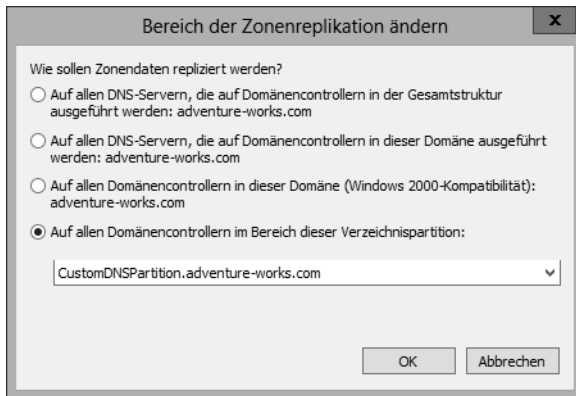 Bereich der Zonenreplikation ändern
x
Wie sollen Zonendaten repliziert werden?
Auf allen DNS-Servern, die auf Domänencontrollern in der Gesamtstruktur
ausgeführt werden: adventure-works.com
Auf allen DNS-Servern, die auf Domänencontrollern in dieser Domäne ausgeführt
werden: adventure-works.com
Auf allen Domänencontrollern in dieser Domäne (Windows 2000-Kompatibilität):
adventure-works.com
Auf allen Domänencontrollern im Bereich dieser Verzeichnispartition:
CustomDNSPartition.adventure-works.com
OK Abbrechen